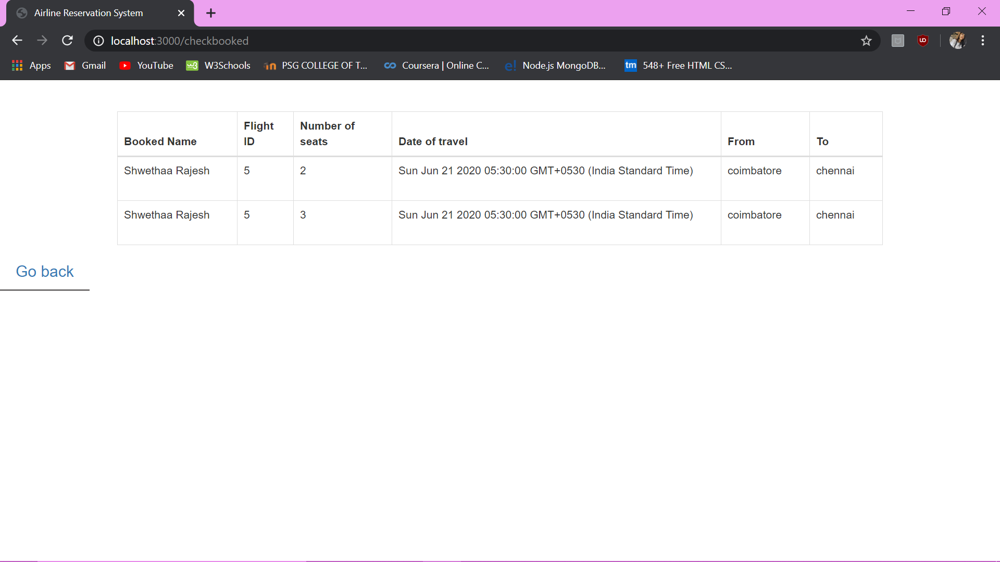 Airline Reservation System
localhost:3000/checkbooked
Apps Gmail YouTube W3Schools PSG COLLEGE OF T... Coursera | Online C... e! Node.js MongoDB... tm 548+ Free HTML CS...
Booked Name Flight ID Number of seats Date of travel From To
Shwethaa Rajesh 5 2 Sun Jun 21 2020 05:30:00 GMT+0530 (India Standard Time) coimbatore chennai
Shwethaa Rajesh 5 3 Sun Jun 21 2020 05:30:00 GMT+0530 (India Standard Time) coimbatore chennai
Go back